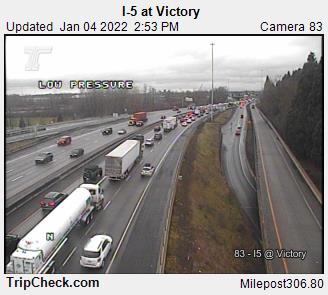 I-5 at Victory
Updated Jan 04 2022 2:53 PM Camera 83
LOW PRESSURE
N
83 - I5 @ Victory
TripCheck.com Milepost306.80